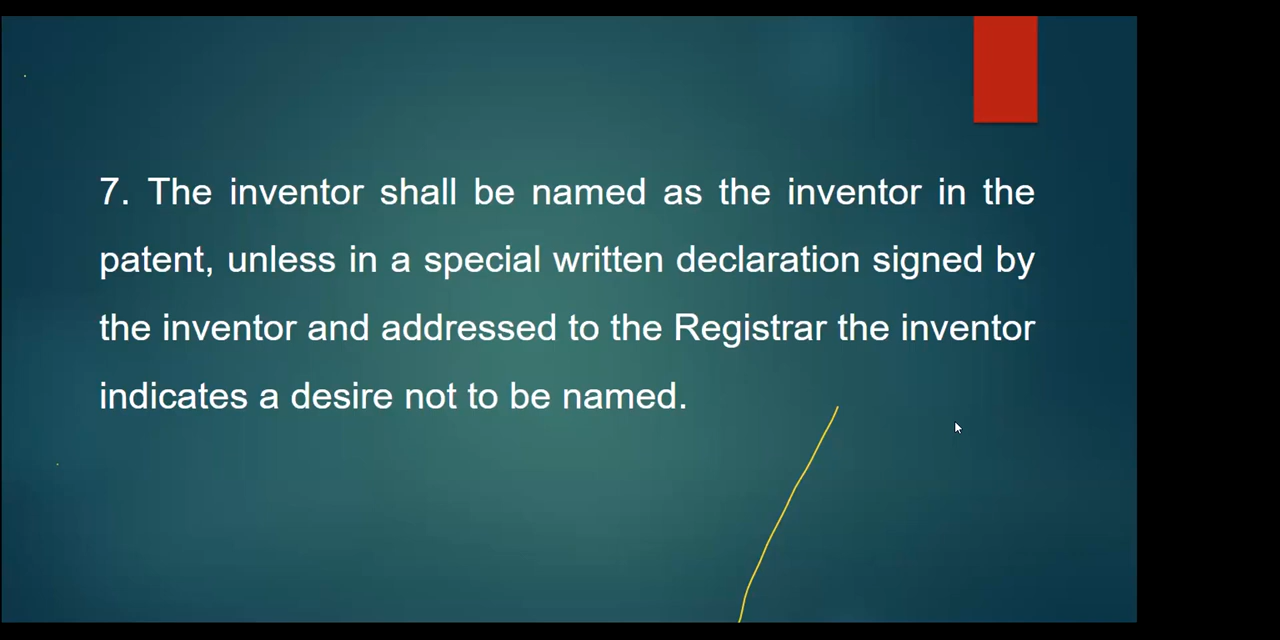 7. The inventor shall be named as the inventor in the
patent, unless in a special written declaration signed by
the inventor and addressed to the Registrar the inventor
indicates a desire not to be named.